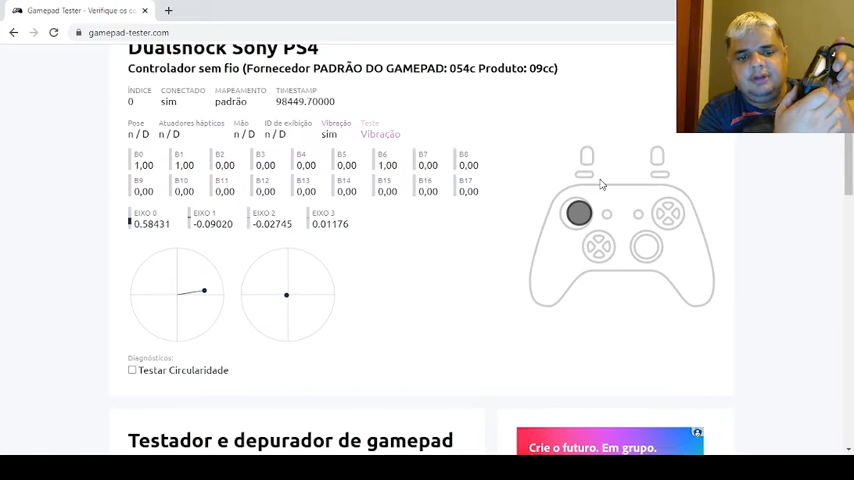 Gamepad Tester - Verifique os co
gamepad-tester.com
Dualshock Sony PS4
Controlador sem fio (Fornecedor PADRÃO DO GAMEPAD: 054c Produto: 09cc)
ÍNDICE CONECTADO MAPEAMENTO TIMESTAMP
0 sim padrão 98449.70000
Pose Atuadores hápticos Mão ID de exibição Vibração Teste
n / D n / D n / D n / D sim Vibração
B0 B1 B2 B3 B4 B5 B6 B7 B8
1,00 1,00 0,00 0,00 0,00 0,00 1,00 0,00 0,00
B9 B10 B11 B12 B13 B14 B15 B16 B17
0,00 0,00 0,00 0,00 0,00 0,00 0,00 0,00 0,00
EIXO 0 EIXO 1 EIXO 2 EIXO 3
0.58431 -0.09020 -0.02745 0.01176
Diagnósticos:
Testar Circularidade
Testador e depurador de gamepad
Crie o futuro. Em grupo.